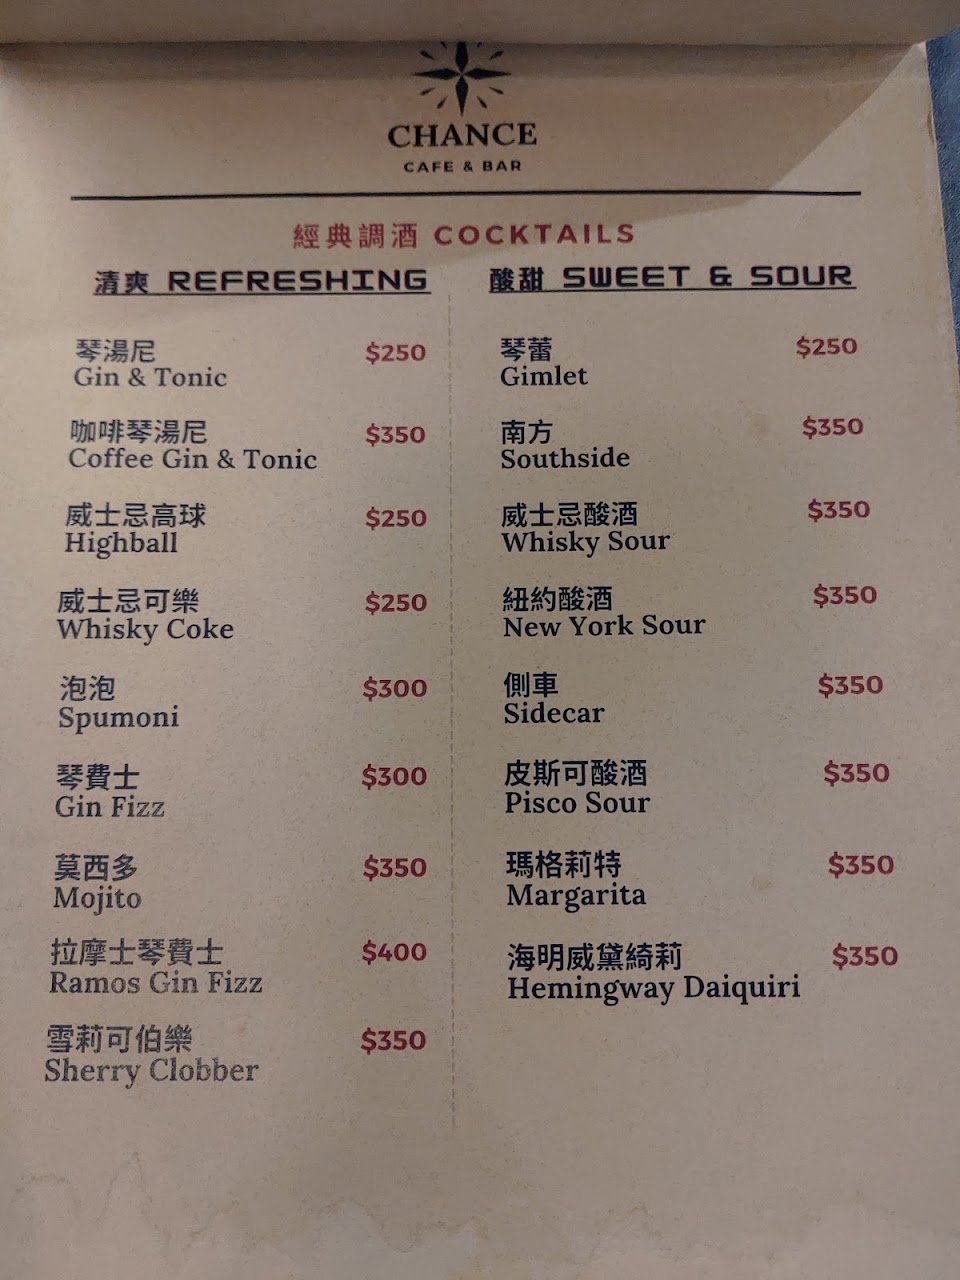 CHANCE
CAFE & BAR
經典調酒 COCKTAILS
清爽 REFRESHING
琴湯尼 $250
Gin & Tonic
咖啡琴湯尼 $350
Coffee Gin & Tonic
威士忌高球 $250
Highball
威士忌可樂 $250
Whisky Coke
泡泡 $300
Spumoni
琴費士 $300
Gin Fizz
莫西多 $350
Mojito
拉摩士琴費士 $400
Ramos Gin Fizz
雪莉可伯樂 $350
Sherry Clobber
酸甜 SWEET & SOUR
琴蕾 $250
Gimlet
南方 $350
Southside
威士忌酸酒 $350
Whisky Sour
紐約酸酒 $350
New York Sour
側車 $350
Sidecar
皮斯可酸酒 $350
Pisco Sour
瑪格莉特 $350
Margarita
海明威黛綺莉 $350
Hemingway Daiquiri